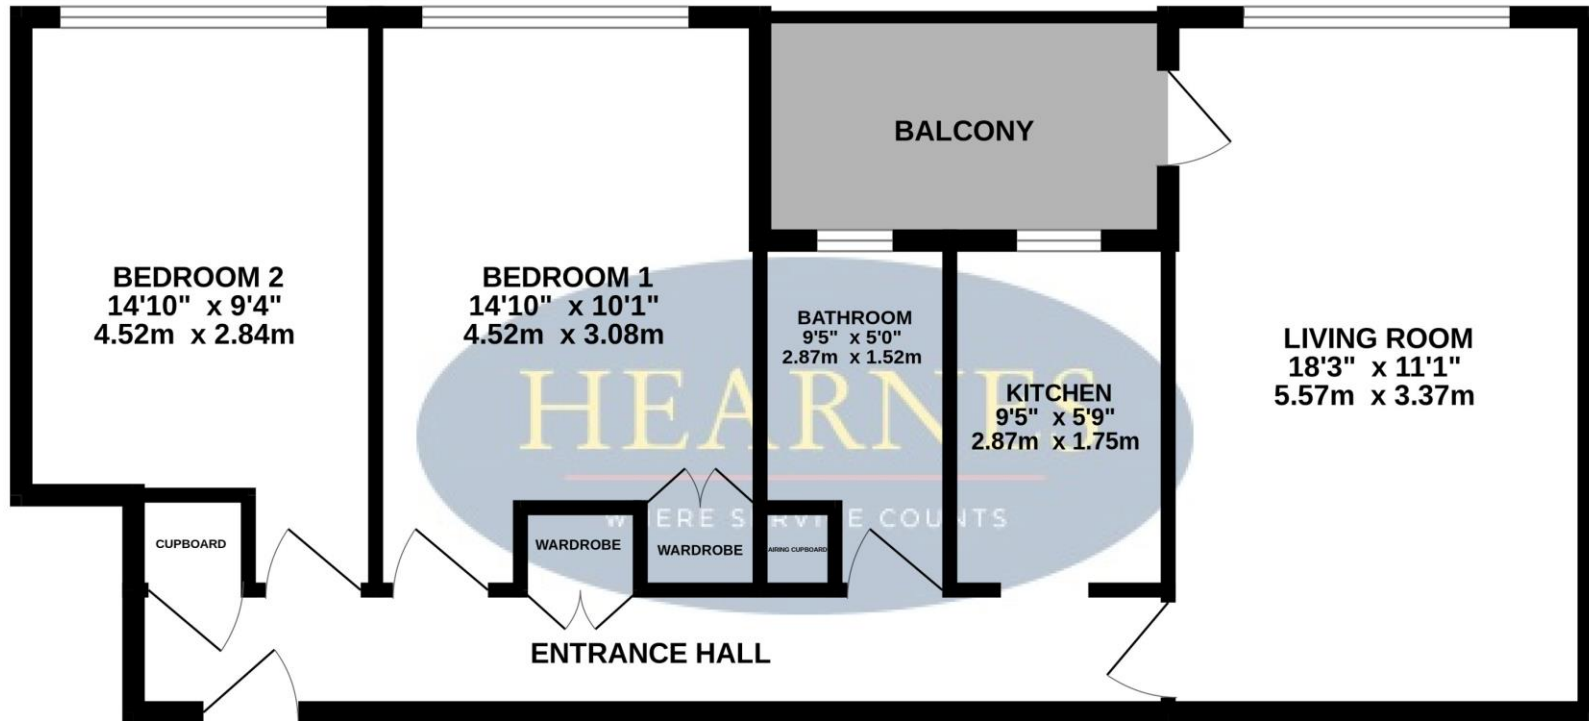 BALCONY
BEDROOM 2
14'10" x 9'4"
4.52m x 2.84m
BEDROOM 1
14'10" x 10'1"
4.52m x 3.08m
BATHROOM
9'5" x 5'0"
2.87m x 1.52m
KITCHEN
9'5" x 5'9"
2.87m x 1.75m
LIVING ROOM
18'3" x 11'1"
5.57m x 3.37m
HEARNES
WHERE SERVICE COUNTS
CUPBOARD
WARDROBE
WARDROBE
AIRING CUPBOARD
ENTRANCE HALL